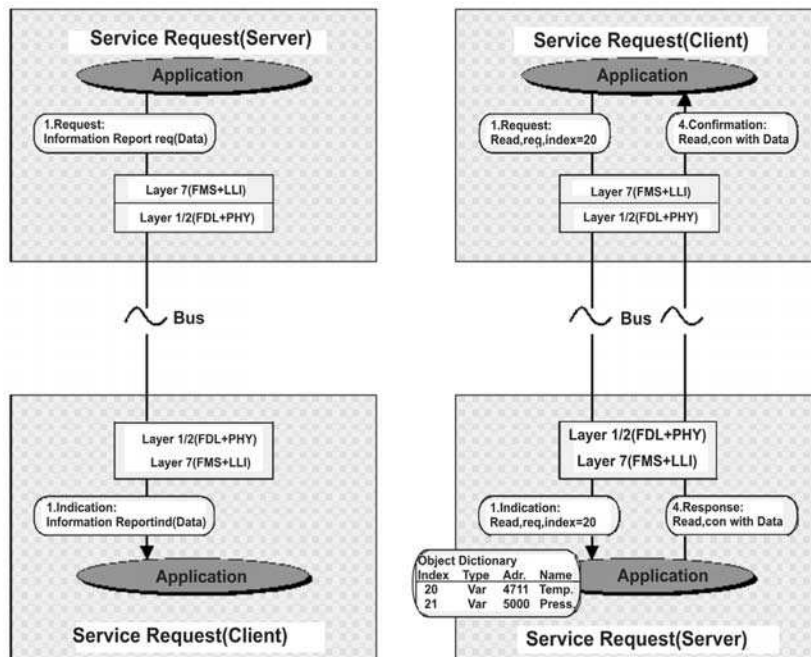 Service Request(Server)
Application
1.Request:
Information Report req(Data)
Layer 7(FMS+LLI)
Layer 1/2(FDL+PHY)
Bus
Layer 1/2(FDL+PHY)
Layer 7(FMS+LLI)
1.Indication:
Information Reportind(Data)
Application
Service Request(Client)
Service Request(Client)
Application
1.Request:
Read,req,index=20
4.Confirmation:
Read,con with Data
Layer 7(FMS+LLI)
Layer 1/2(FDL+PHY)
Bus
Layer 1/2(FDL+PHY)
Layer 7(FMS+LLI)
1.Indication:
Read,req,index=20
4.Response:
Read,con with Data
Object Dictionary
Index Type Adr. Name
20 Var 4711 Temp.
21 Var 5000 Press.
Application
Service Request(Server)